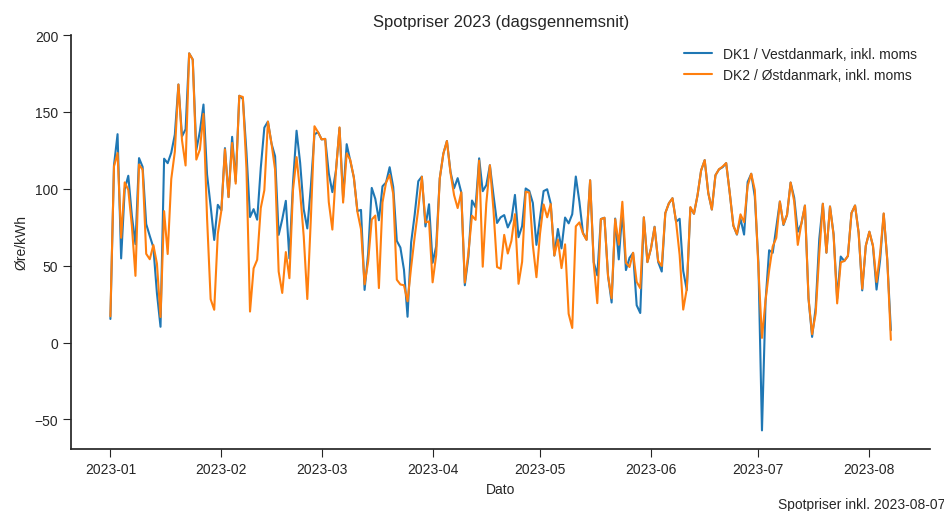 Spotpriser 2023 (dagsgennemsnit)
DK1 / Vestdanmark, inkl. moms
DK2 / Østdanmark, inkl. moms
Øre/kWh
200
150
100
50
0
−50
2023-01 2023-02 2023-03 2023-04 2023-05 2023-06 2023-07 2023-08
Dato
Spotpriser inkl. 2023-08-07